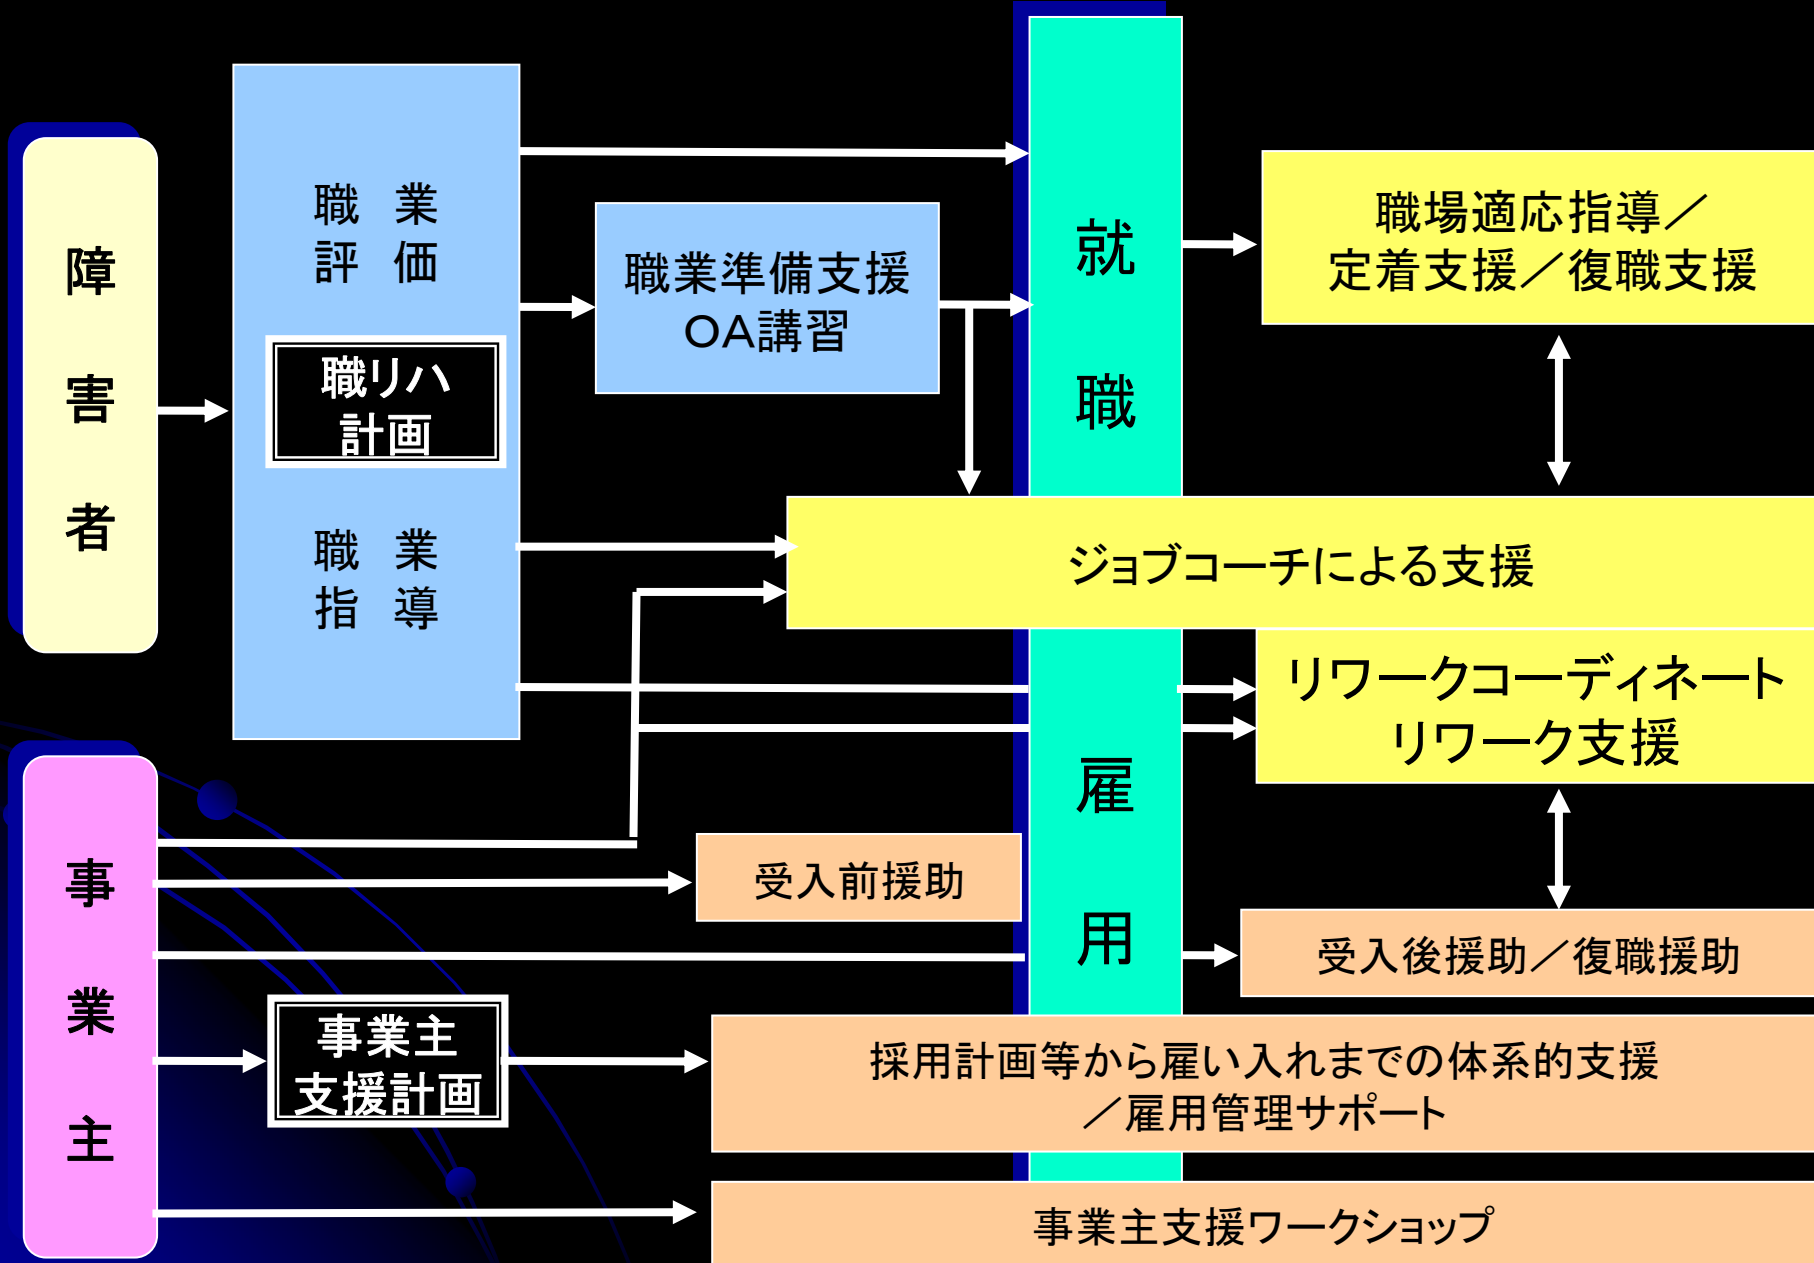 障害者
職業
評価
職リハ
計画
職業
指導
職業準備支援
OA講習
就職
雇用
職場適応指導／
定着支援／復職支援
ジョブコーチによる支援
リワークコーディネート
リワーク支援
事業主
受入前援助
受入後援助／復職援助
事業主
支援計画
採用計画等から雇い入れまでの体系的支援
／雇用管理サポート
事業主支援ワークショップ